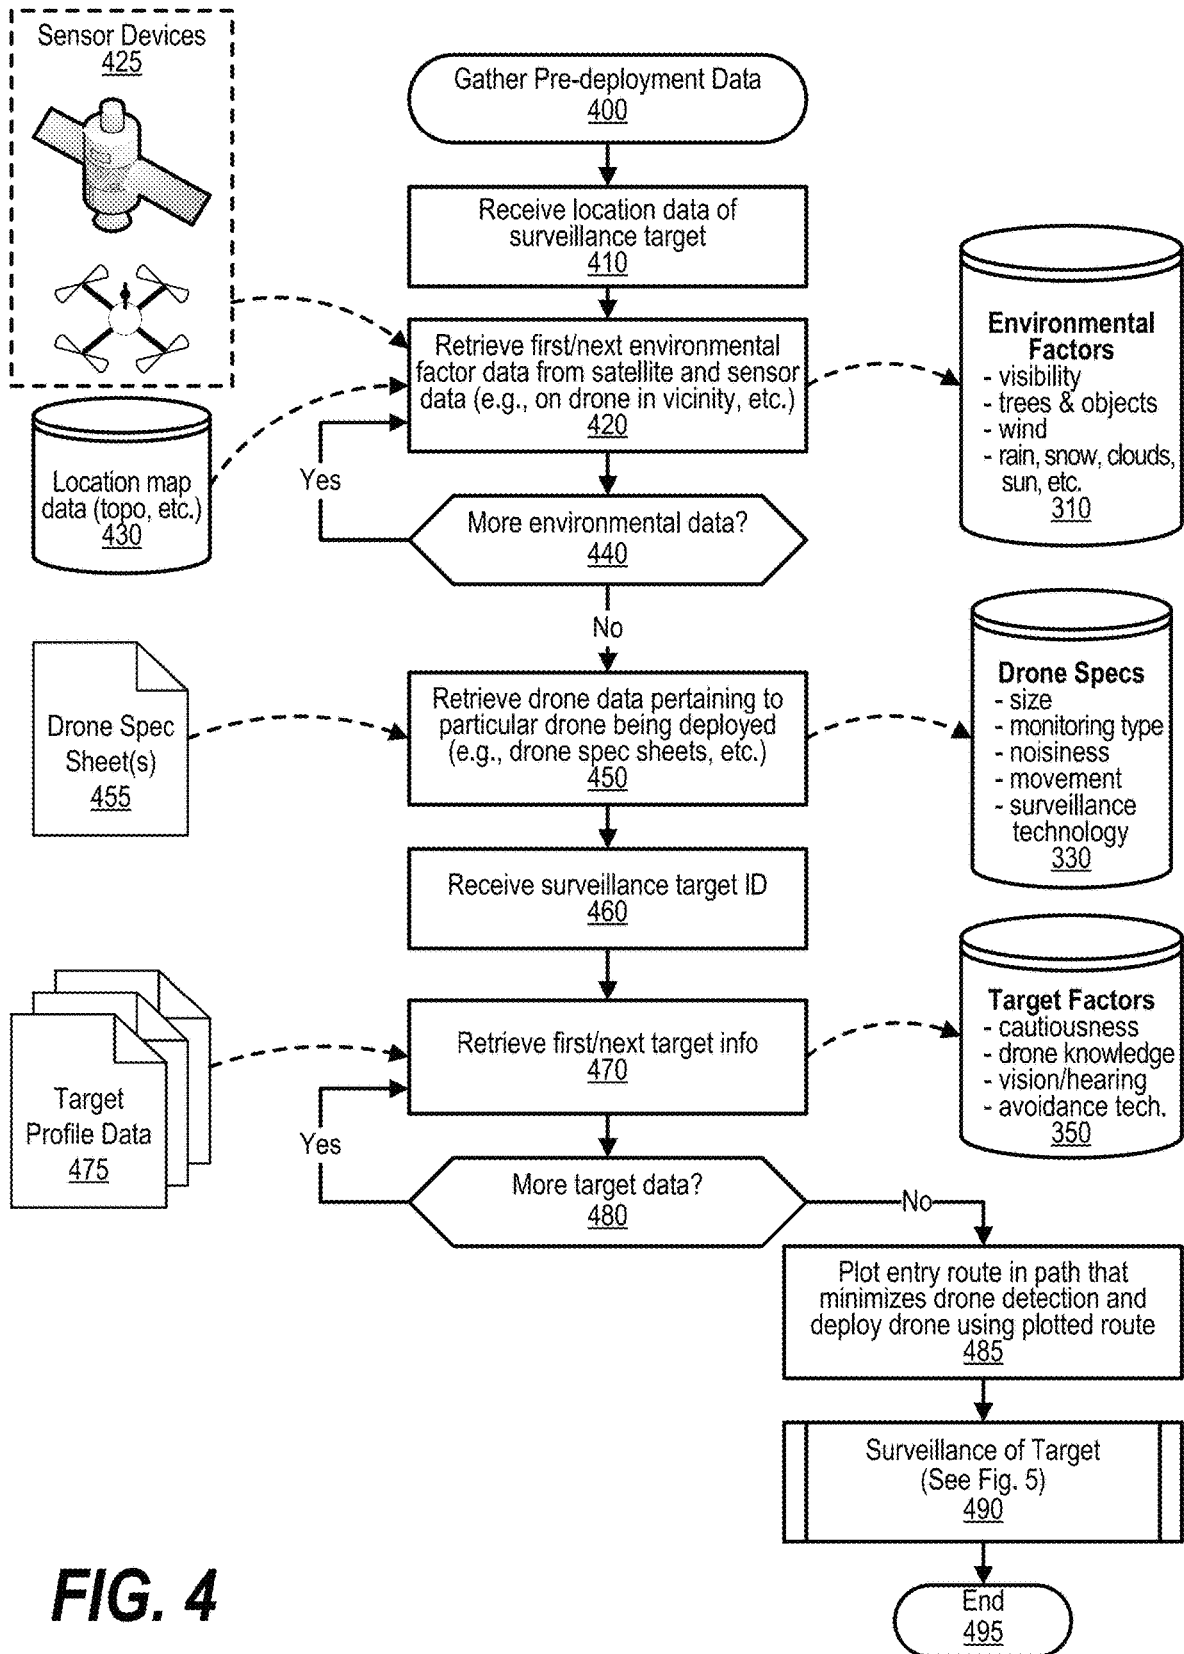 Sensor Devices
425
Gather Pre-deployment Data
400
Receive location data of
surveillance target
410
Retrieve first/next environmental
factor data from satellite and sensor
data (e.g., on drone in vicinity, etc.)
420
Environmental
Factors
- visibility
- trees & objects
- wind
- rain, snow, clouds,
sun, etc.
310
Location map
data (topo, etc.)
430
Yes
More environmental data?
440
No
Drone Spec
Sheet(s)
455
Retrieve drone data pertaining to
particular drone being deployed
(e.g., drone spec sheets, etc.)
450
Drone Specs
- size
- monitoring type
- noisiness
- movement
- surveillance
technology
330
Receive surveillance target ID
460
Target
Profile Data
475
Retrieve first/next target info
470
Target Factors
- cautiousness
- drone knowledge
- vision/hearing
- avoidance tech.
350
Yes
More target data?
480
No
Plot entry route in path that
minimizes drone detection and
deploy drone using plotted route
485
Surveillance of Target
(See Fig. 5)
490
End
495
FIG. 4